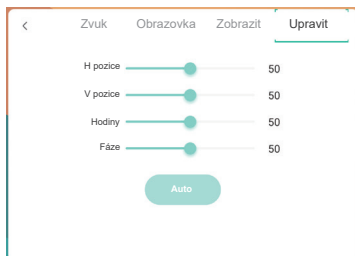 Zvuk Obrazovka Zobrazit Upravit
H pozice 50
V pozice 50
Hodiny 50
Fáze 50
Auto